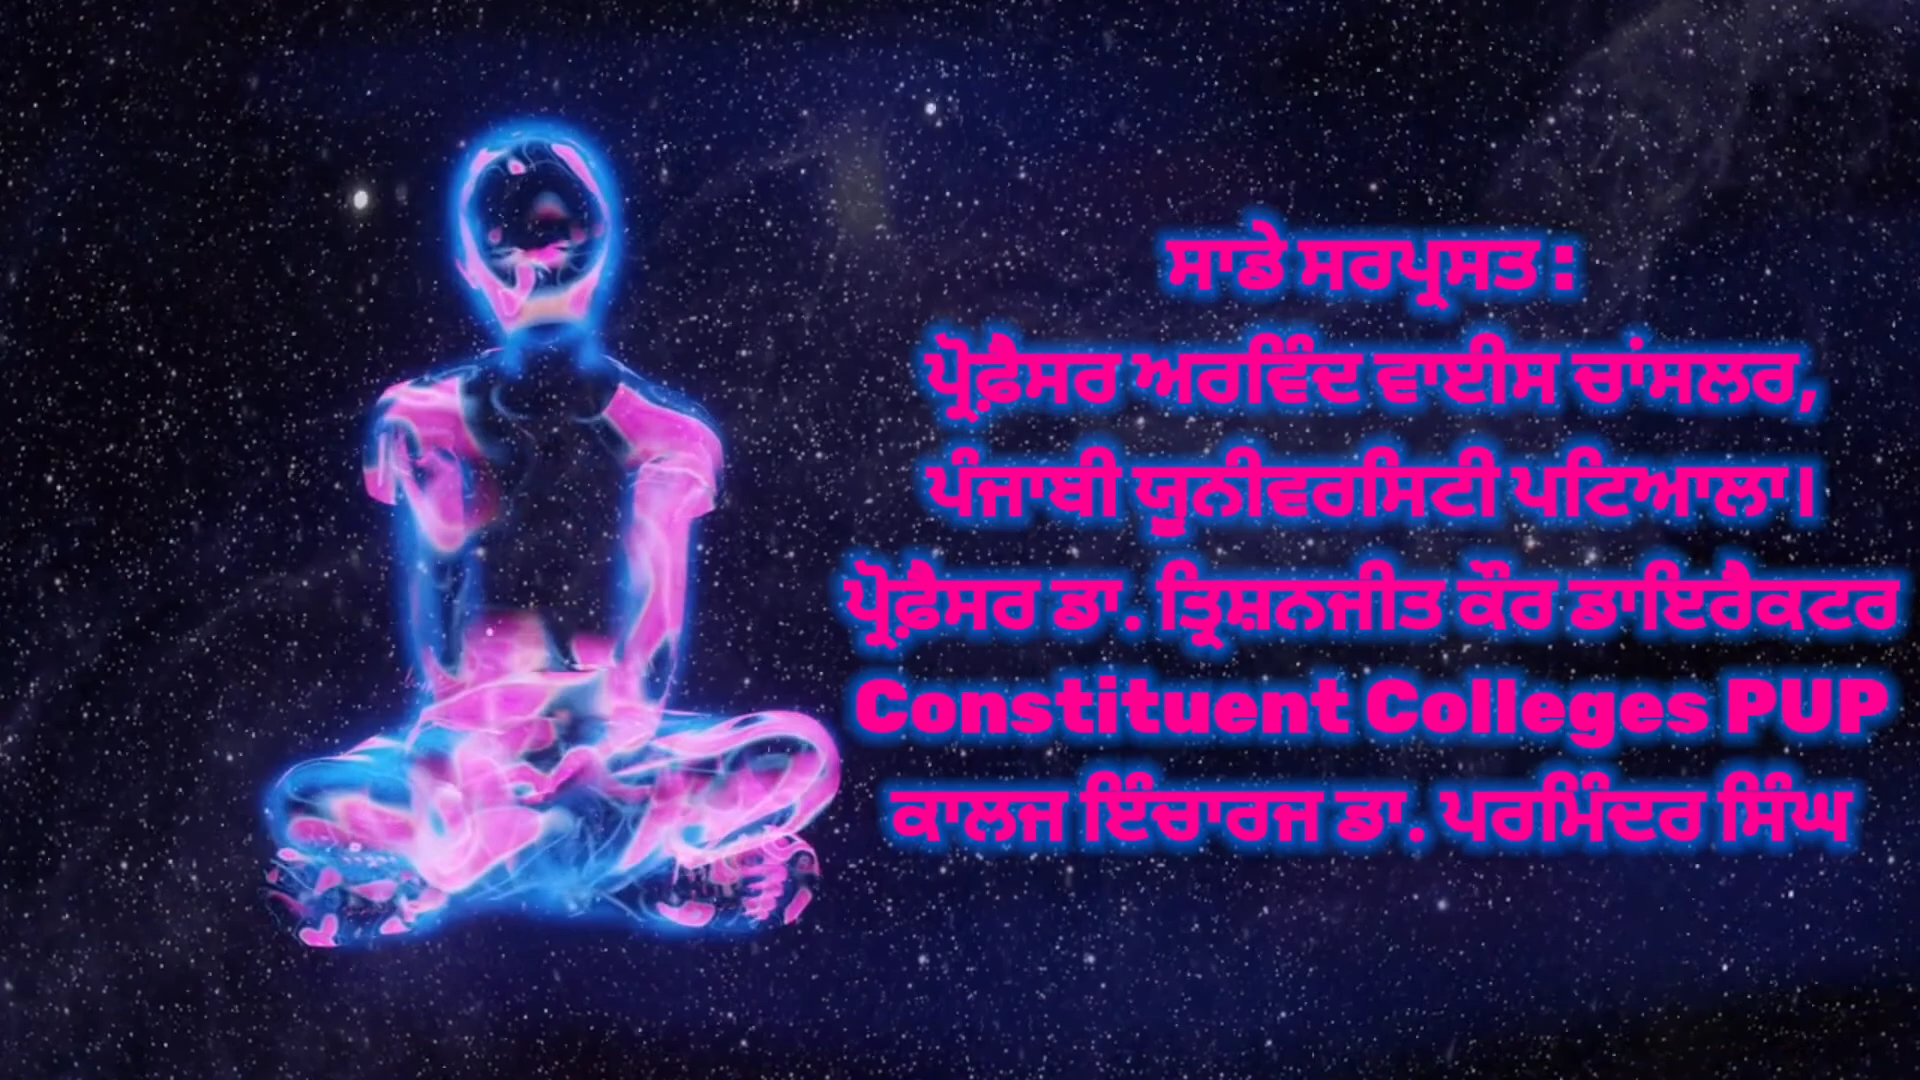 ਸਾਡੇ ਸਰਪ੍ਰਸਤ :
ਪ੍ਰੋਫ਼ੈਸਰ ਅਰਵਿੰਦ ਵਾਈਸ ਚਾਂਸਲਰ,
ਪੰਜਾਬੀ ਯੂਨੀਵਰਸਿਟੀ ਪਟਿਆਲਾ।
ਪ੍ਰੋਫ਼ੈਸਰ ਡਾ. ਤ੍ਰਿਸ਼ਨਜੀਤ ਕੌਰ ਡਾਇਰੈਕਟਰ
Constituent Colleges PUP
ਕਾਲਜ ਇੰਚਾਰਜ ਡਾ. ਪਰਮਿੰਦਰ ਸਿੰਘ